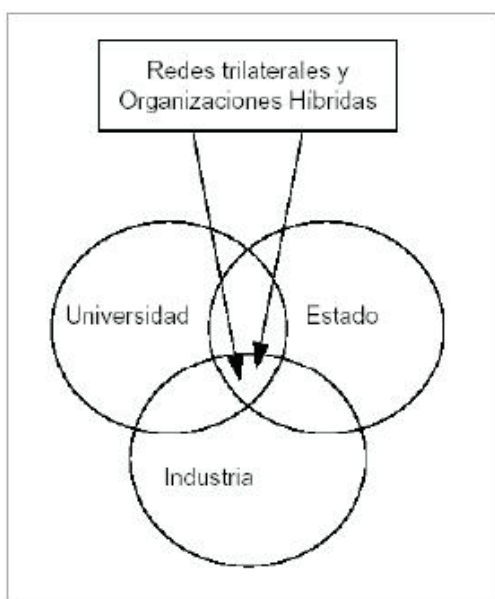 Redes trilaterales y
Organizaciones Híbridas
Universidad
Estado
Industria